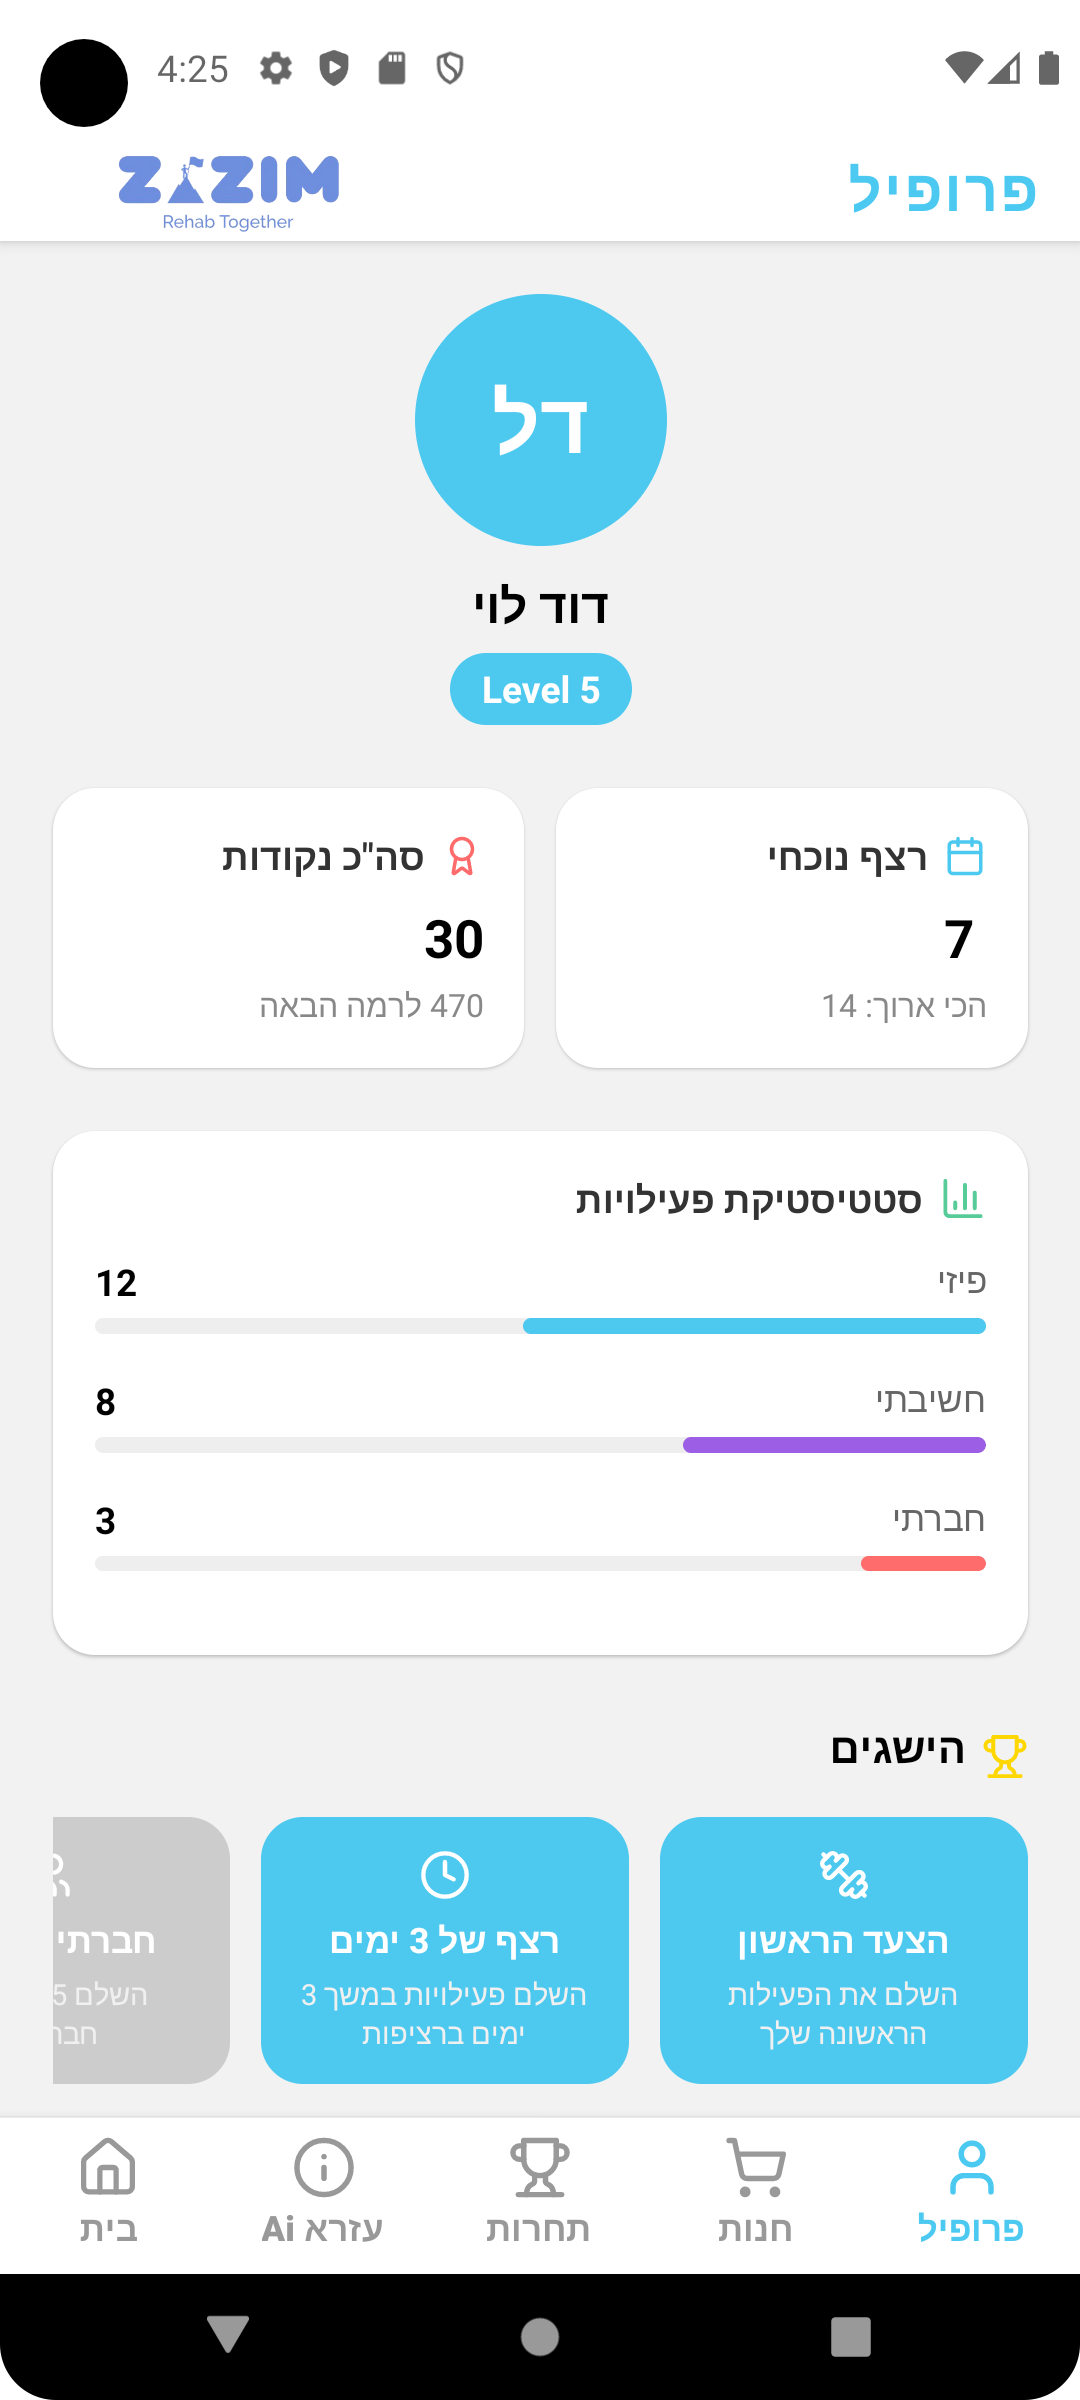 4:25
פרופיל
ZAZIM
Rehab Together
דל
דוד לוי
Level 5
רצף נוכחי
7
הכי ארוך: 14
סה"כ נקודות
30
470 לרמה הבאה
סטטיסטיקת פעילויות
פיזי
12
חשיבתי
8
חברתי
3
הישגים
הצעד הראשון
השלם את הפעילות
הראשונה שלך
רצף של 3 ימים
השלם פעילויות במשך 3
ימים ברציפות
חברתי
השלם 5
פרופיל
חנות
תחרות
עזרא Ai
בית